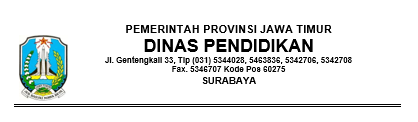 PEMERINTAH PROVINSI JAWA TIMUR
DINAS PENDIDIKAN
Jl. Gentengkali 33, Tlp (031) 5344028, 5463836, 5342706, 5342708
Fax. 5346707 Kode Pos 60275
SURABAYA